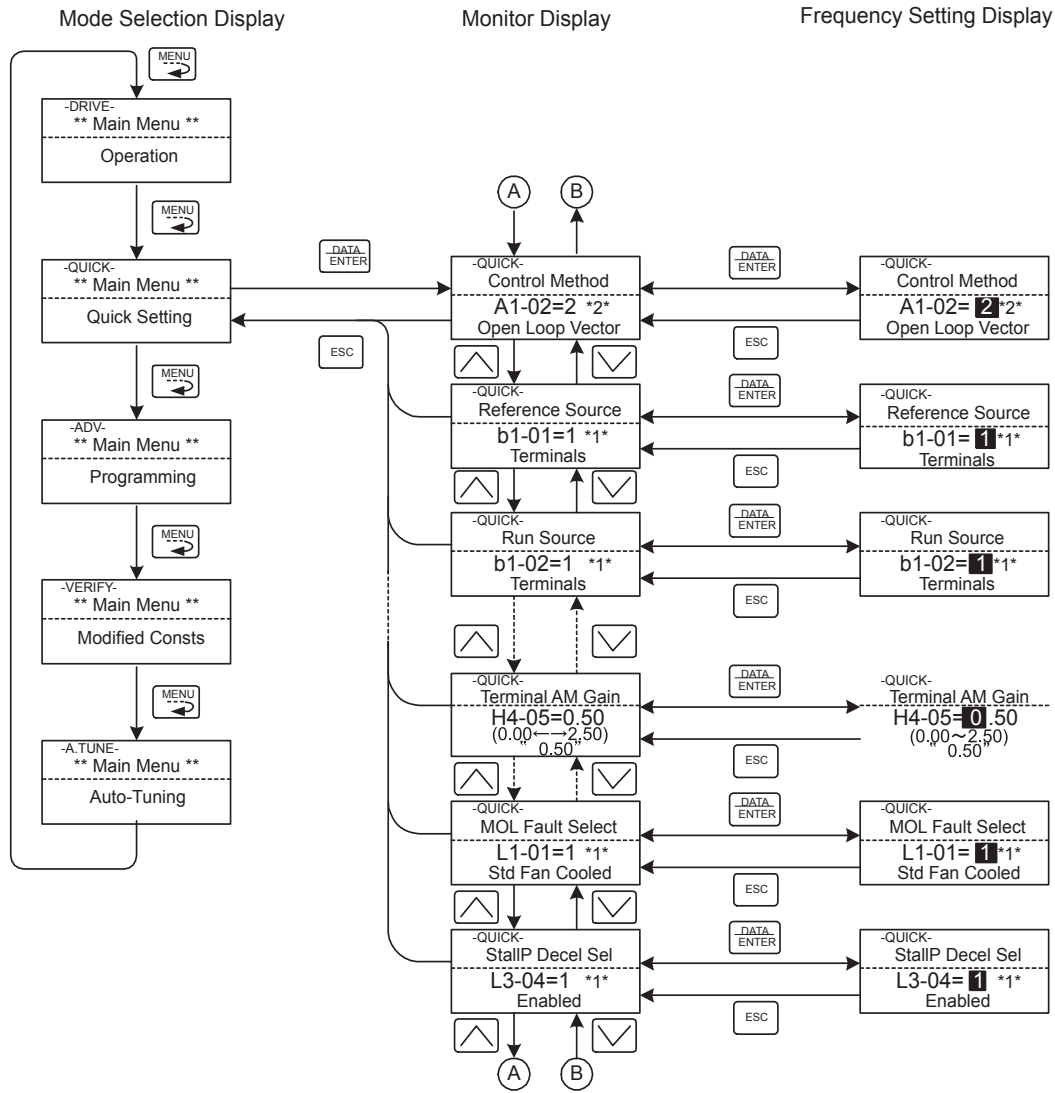 Mode Selection Display
Monitor Display
Frequency Setting Display
MENU
-DRIVE-
** Main Menu **
Operation
MENU
-QUICK-
** Main Menu **
Quick Setting
MENU
-ADV-
** Main Menu **
Programming
MENU
-VERIFY-
** Main Menu **
Modified Consts
MENU
-A.TUNE-
** Main Menu **
Auto-Tuning
DATA
ENTER
ESC
A
B
-QUICK-
Control Method
A1-02=2 *2*
Open Loop Vector
DATA
ENTER
ESC
-QUICK-
Control Method
A1-02= 2 *2*
Open Loop Vector
-QUICK-
Reference Source
b1-01=1 *1*
Terminals
DATA
ENTER
ESC
-QUICK-
Reference Source
b1-01= 1 *1*
Terminals
-QUICK-
Run Source
b1-02=1 *1*
Terminals
DATA
ENTER
ESC
-QUICK-
Run Source
b1-02= 1 *1*
Terminals
-QUICK-
Terminal AM Gain
H4-05=0.50
(0.00←→2.50)
“ 0.50”
DATA
ENTER
ESC
-QUICK-
Terminal AM Gain
H4-05= 0 .50
(0.00～2.50)
“ 0.50”
-QUICK-
MOL Fault Select
L1-01=1 *1*
Std Fan Cooled
DATA
ENTER
ESC
-QUICK-
MOL Fault Select
L1-01= 1 *1*
Std Fan Cooled
-QUICK-
StallP Decel Sel
L3-04=1 *1*
Enabled
DATA
ENTER
ESC
-QUICK-
StallP Decel Sel
L3-04= 1 *1*
Enabled
A
B